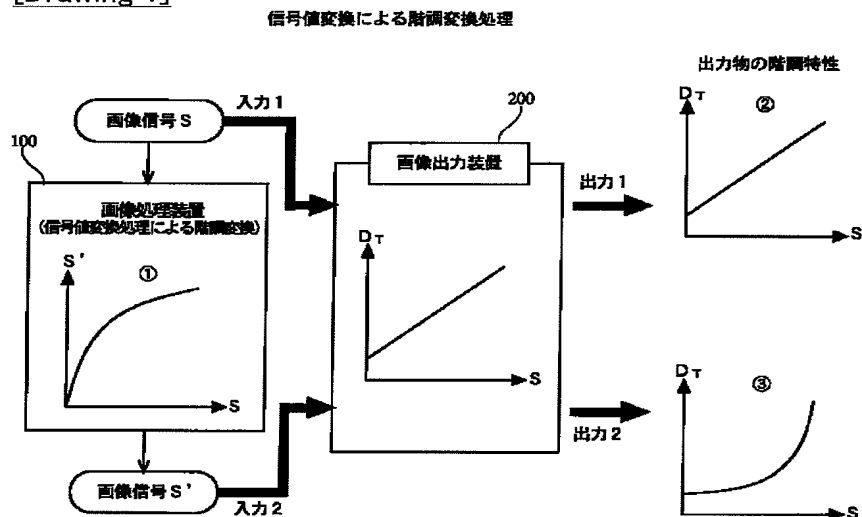 [Drawing 4]
信号値変換による階調変換処理
画像信号S
入力1
100
画像処理装置
(信号値変換処理による階調変換)
S'
①
S
画像信号S'
入力2
200
画像出力装置
DT
S
出力1
出力2
出力物の階調特性
DT
②
S
DT
③
S